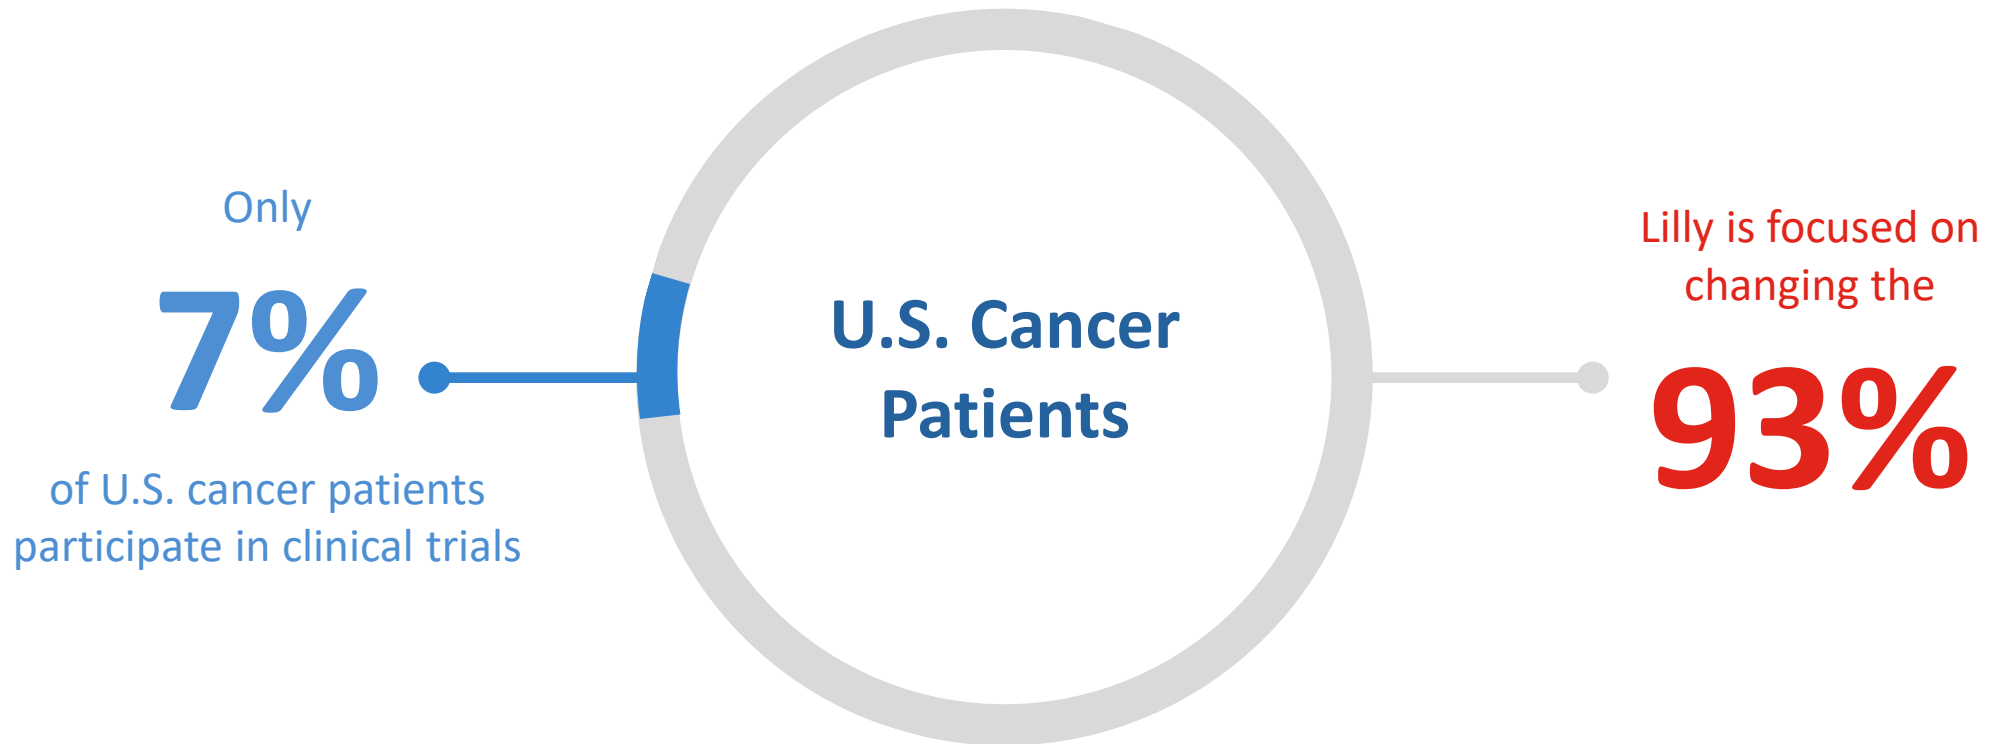 Only
7%
of U.S. cancer patients
participate in clinical trials
U.S. Cancer
Patients
Lilly is focused on
changing the
93%